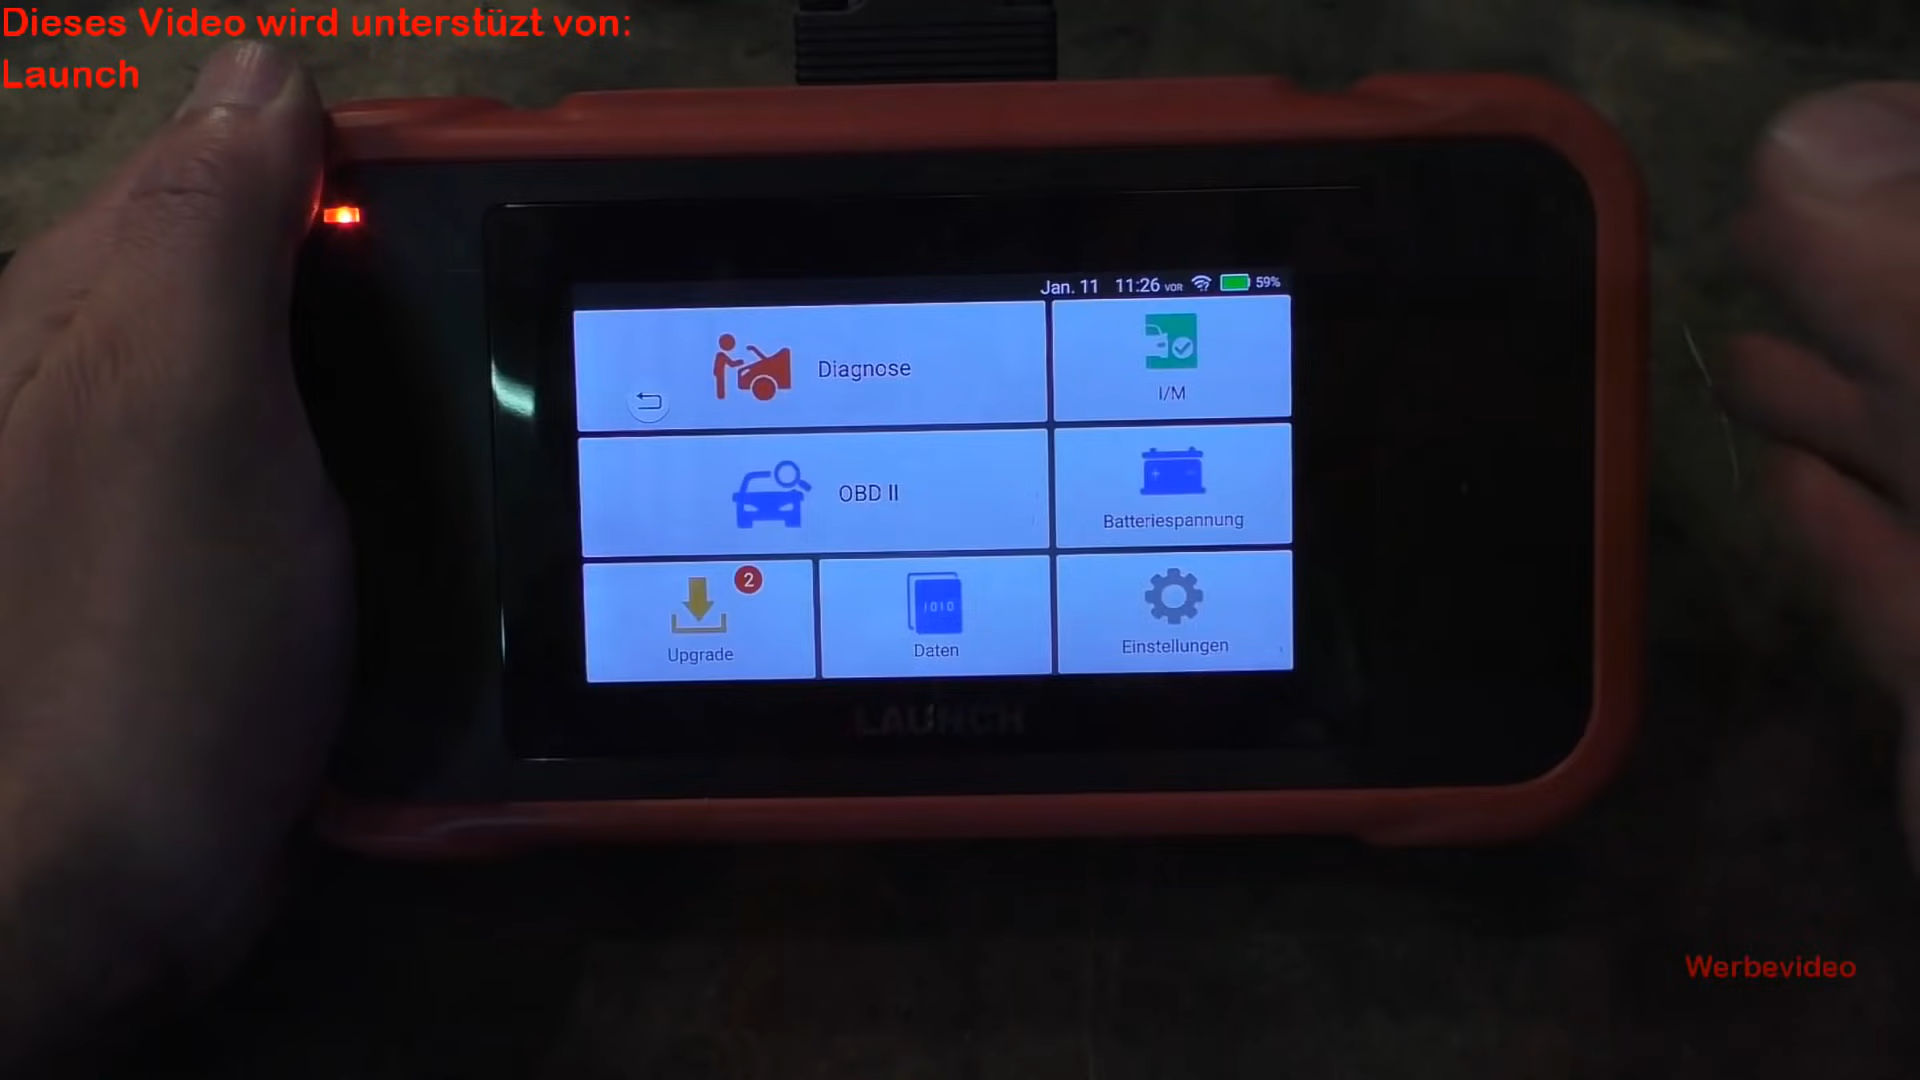 Dieses Video wird unterstüzt von:
Launch
Jan. 11 11:26 VOR 59%
Diagnose
I/M
OBD II
Batteriespannung
2
Upgrade
1010
Daten
Einstellungen
LAUNCH
Werbevideo